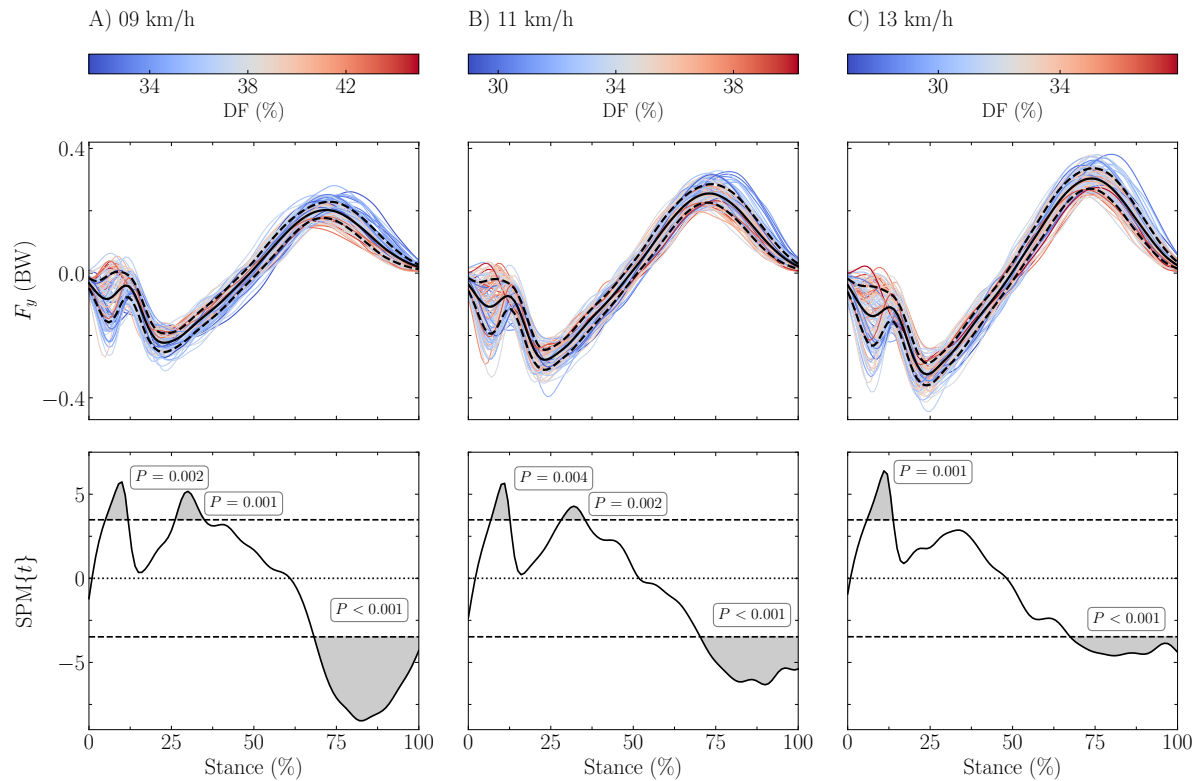 A) 09 km/h
B) 11 km/h
C) 13 km/h
34 38 42
30 34 38
30 34
DF (%)
DF (%)
DF (%)
0.4
0.0
−0.4
F_y (BW)
P = 0.002
P = 0.001
P < 0.001
P = 0.004
P = 0.002
P < 0.001
P = 0.001
P < 0.001
5
0
−5
SPM{t}
0 25 50 75 100
0 25 50 75 100
0 25 50 75 100
Stance (%)
Stance (%)
Stance (%)